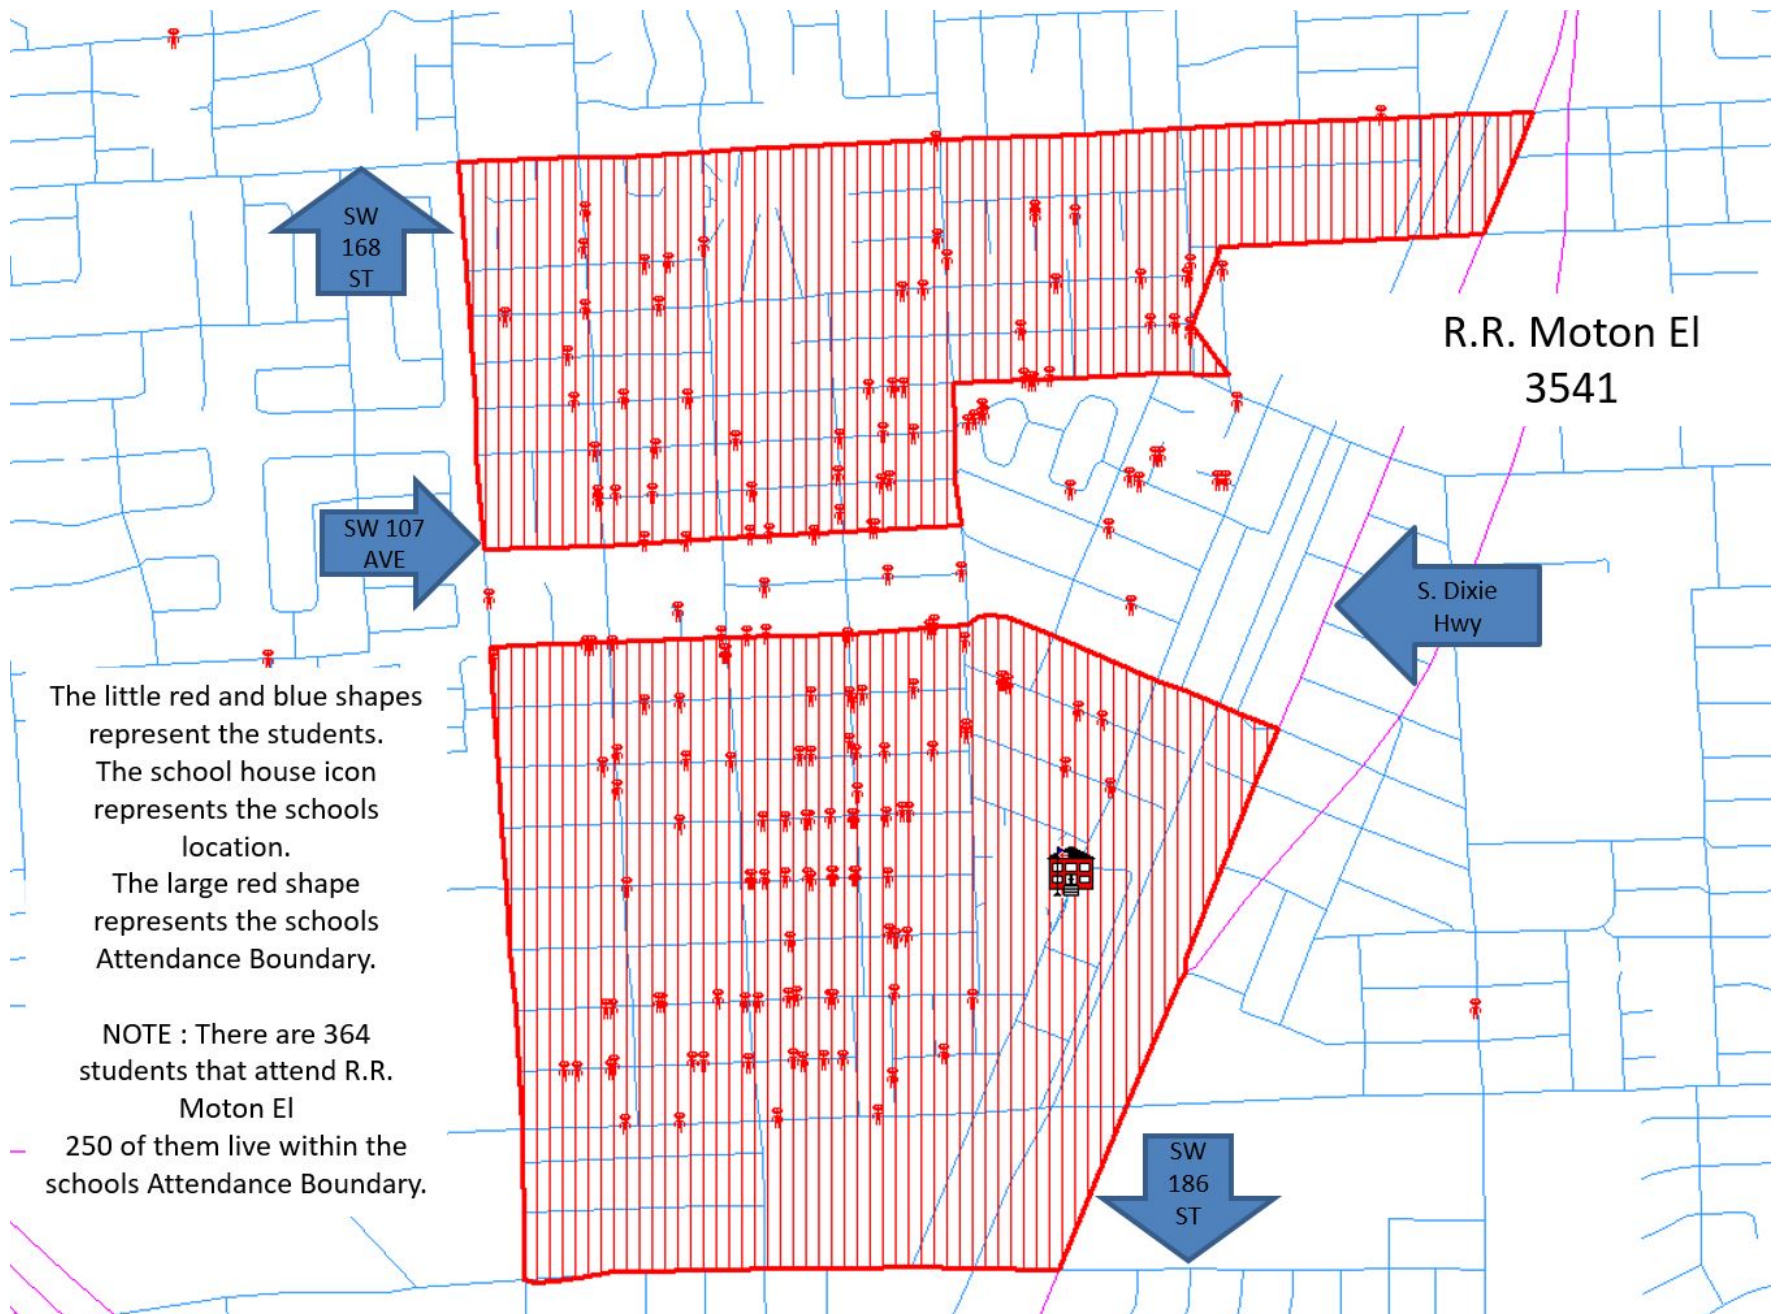 SW
168
ST
R.R. Moton El
3541
SW 107
AVE
S. Dixie
Hwy
The little red and blue shapes
represent the students.
The school house icon
represents the schools
location.
The large red shape
represents the schools
Attendance Boundary.
NOTE : There are 364
students that attend R.R.
Moton El
250 of them live within the
schools Attendance Boundary.
SW
186
ST